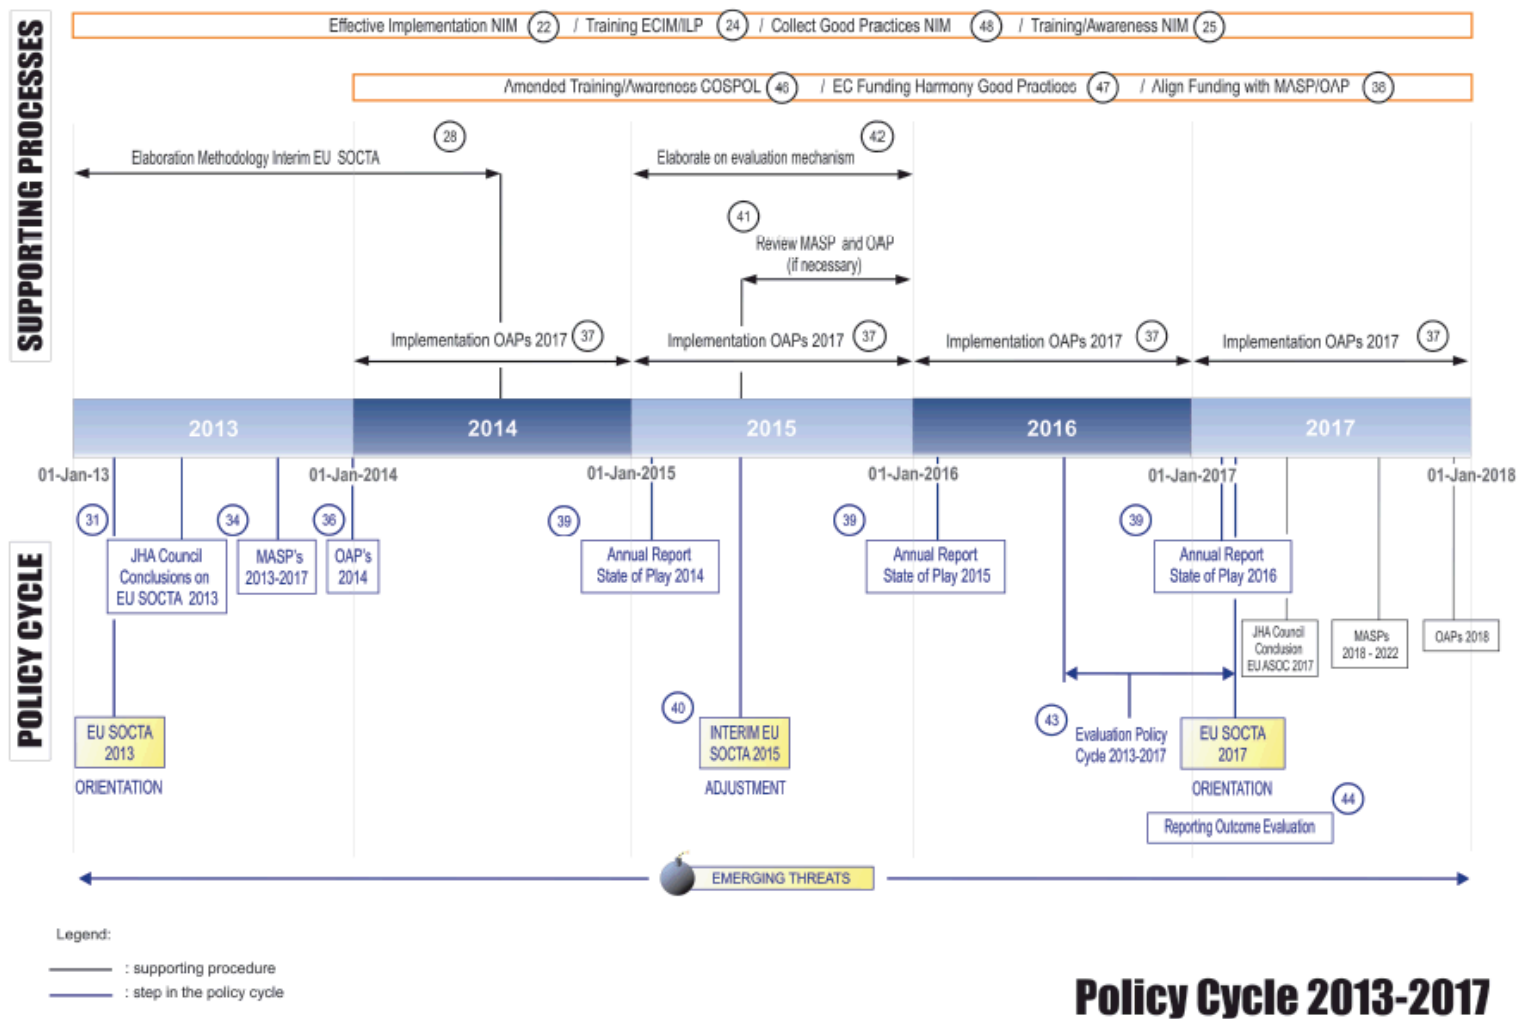 SUPPORTING PROCESSES
Effective Implementation NIM 22 / Training ECIM/ILP 24 / Collect Good Practices NIM 48 / Training/Awareness NIM 25
Amended Training/Awareness COSPOL 46 / EC Funding Harmony Good Practices 47 / Align Funding with MASP/OAP 38
28
Elaboration Methodology Interim EU SOCTA
42
Elaborate on evaluation mechanism
41
Review MASP and OAP
(if necessary)
Implementation OAPs 2017 37
Implementation OAPs 2017 37
Implementation OAPs 2017 37
Implementation OAPs 2017 37
2013
2014
2015
2016
2017
01-Jan-13
01-Jan-2014
01-Jan-2015
01-Jan-2016
01-Jan-2017
01-Jan-2018
POLICY CYCLE
31
JHA Council
Conclusions on
EU SOCTA 2013
34
MASP's
2013-2017
36
OAP's
2014
39
Annual Report
State of Play 2014
39
Annual Report
State of Play 2015
39
Annual Report
State of Play 2016
JHA Council
Conclusion
EU ASOC 2017
MASPs
2018 - 2022
OAPs 2018
EU SOCTA
2013
ORIENTATION
40
INTERIM EU
SOCTA 2015
ADJUSTMENT
43
Evaluation Policy
Cycle 2013-2017
EU SOCTA
2017
ORIENTATION
44
Reporting Outcome Evaluation
EMERGING THREATS
Legend:
: supporting procedure
: step in the policy cycle
Policy Cycle 2013-2017